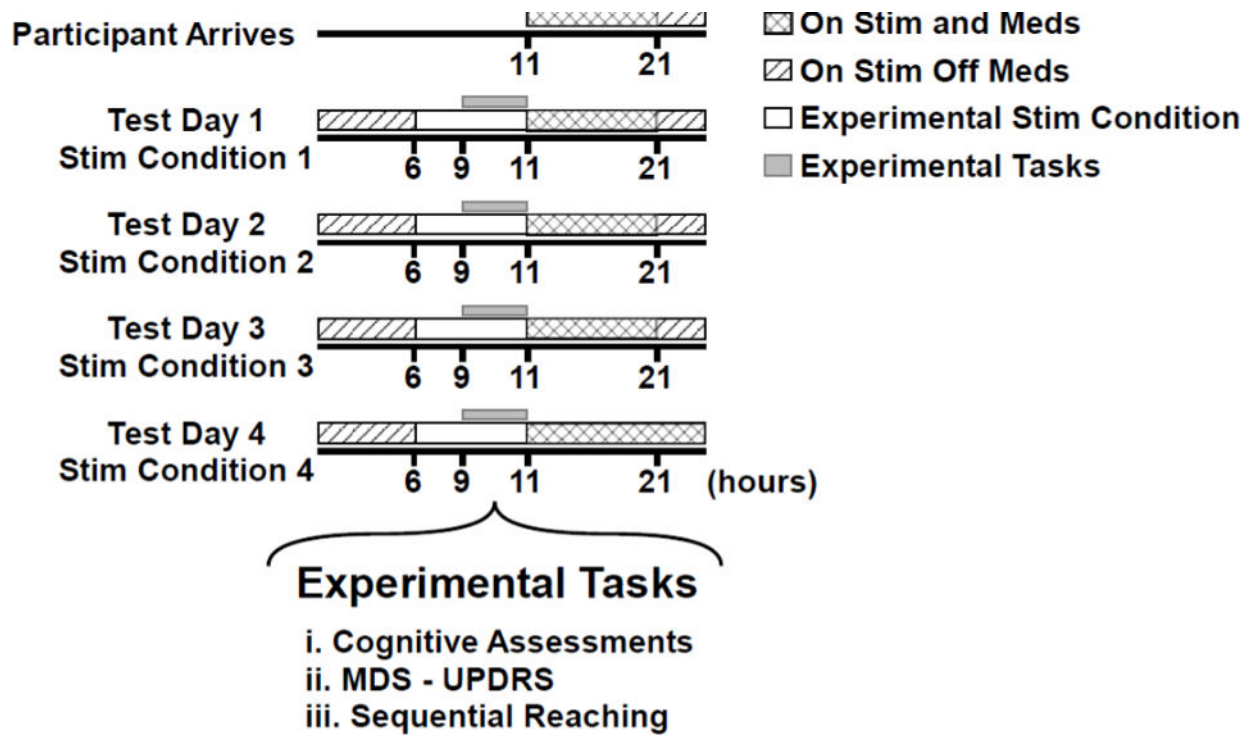 Participant Arrives
11 21
On Stim and Meds
On Stim Off Meds
Experimental Stim Condition
Experimental Tasks
Test Day 1
Stim Condition 1
6 9 11 21
Test Day 2
Stim Condition 2
6 9 11 21
Test Day 3
Stim Condition 3
6 9 11 21
Test Day 4
Stim Condition 4
6 9 11 21 (hours)
Experimental Tasks
i. Cognitive Assessments
ii. MDS - UPDRS
iii. Sequential Reaching